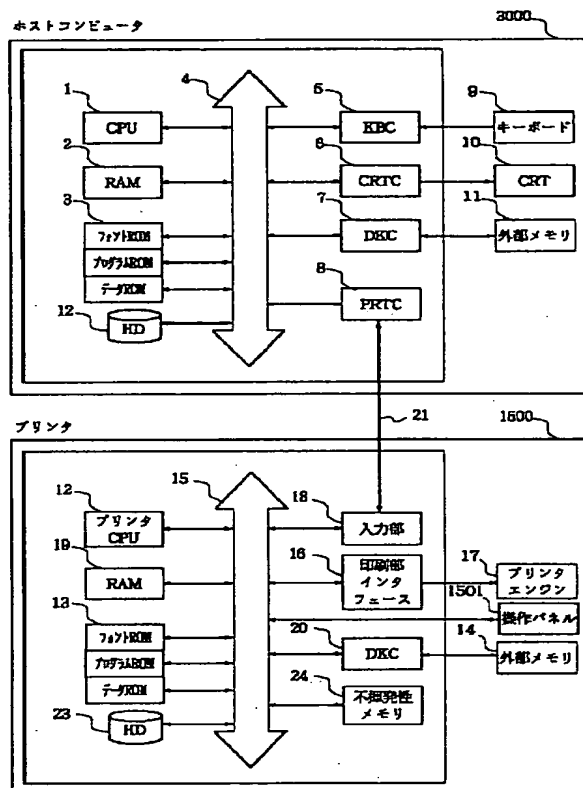 ホストコンピュータ
3000
1
4
5
9
CPU
KBC
キーボード
2
6
10
RAM
CRTC
CRT
3
7
11
フォントROM
DKC
外部メモリ
プログラムROM
データROM
8
12
HD
PRTC
21
プリンタ
1500
12
15
18
プリンタ
CPU
入力部
19
16
17
RAM
印刷部
インタ
フェース
プリンタ
エンジン
1501
操作パネル
13
20
14
フォントROM
DKC
外部メモリ
プログラムROM
データROM
24
不揮発性
メモリ
23
HD